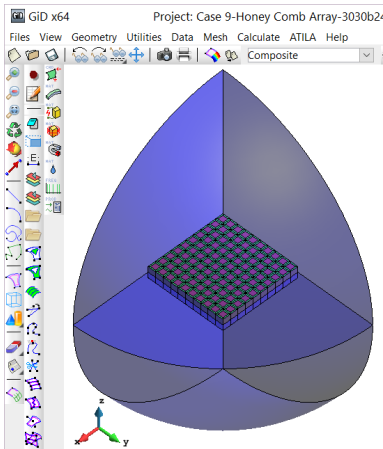 GiD x64 Project: Case 9-Honey Comb Array-3030b24
Files View Geometry Utilities Data Mesh Calculate ATILA Help
Composite
.E.
z
x
y